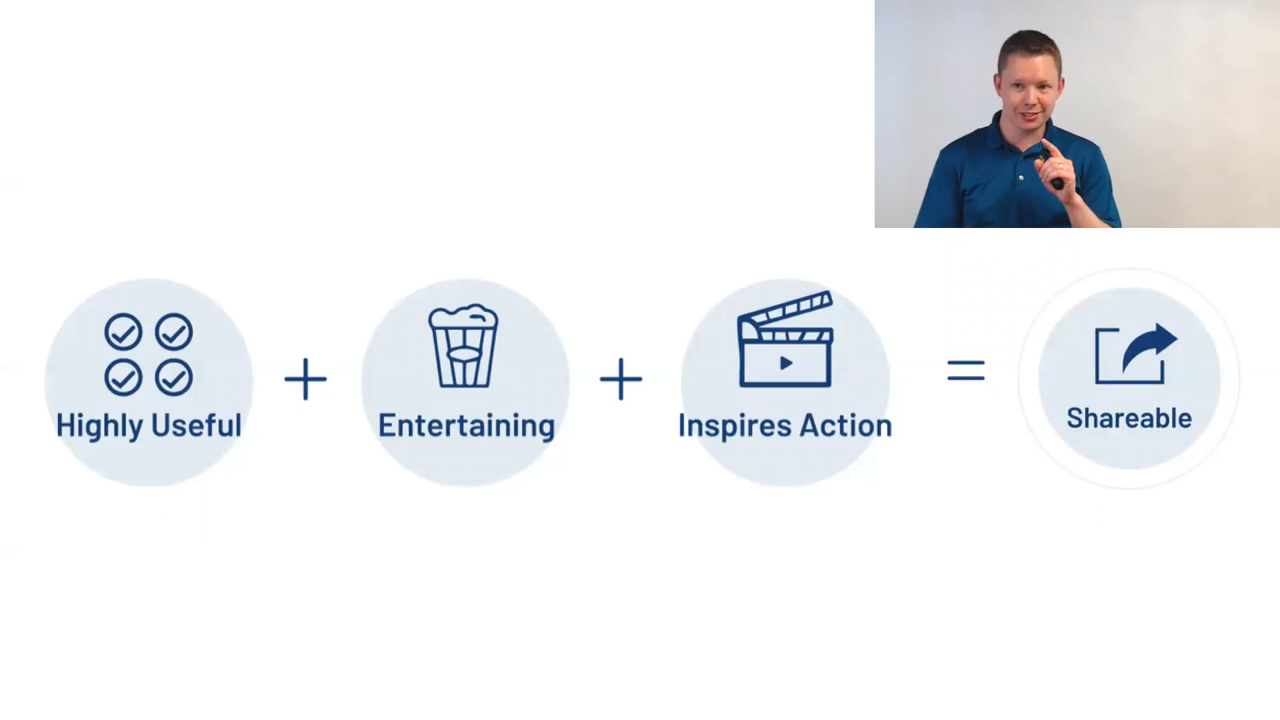 Highly Useful
+
Entertaining
+
Inspires Action
=
Shareable